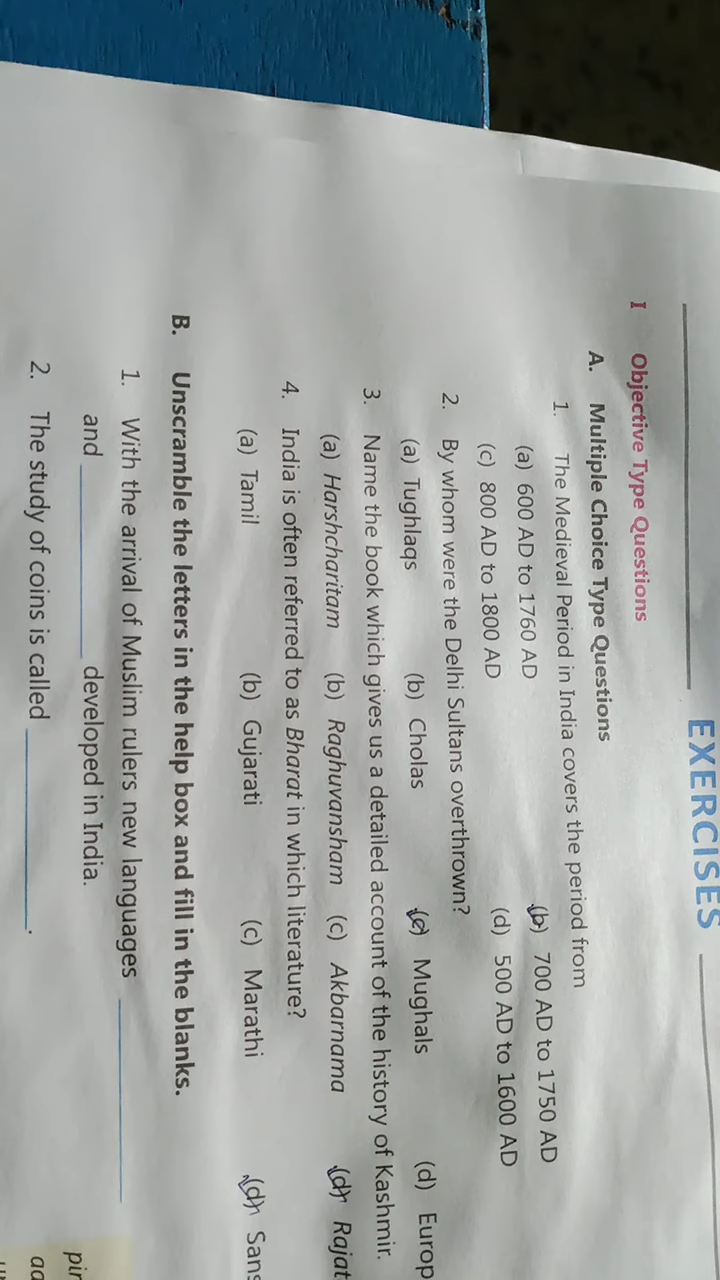 EXERCISES
I Objective Type Questions
A. Multiple Choice Type Questions
1. The Medieval Period in India covers the period from
(a) 600 AD to 1760 AD (b) 700 AD to 1750 AD
(c) 800 AD to 1800 AD (d) 500 AD to 1600 AD
2. By whom were the Delhi Sultans overthrown?
(a) Tughlaqs (b) Cholas (c) Mughals (d) Europ
3. Name the book which gives us a detailed account of the history of Kashmir.
(a) Harshcharitam (b) Raghuvansham (c) Akbarnama (d) Rajat
4. India is often referred to as Bharat in which literature?
(a) Tamil (b) Gujarati (c) Marathi (d) Sans
B. Unscramble the letters in the help box and fill in the blanks.
1. With the arrival of Muslim rulers new languages
and developed in India.
pir
2. The study of coins is called .